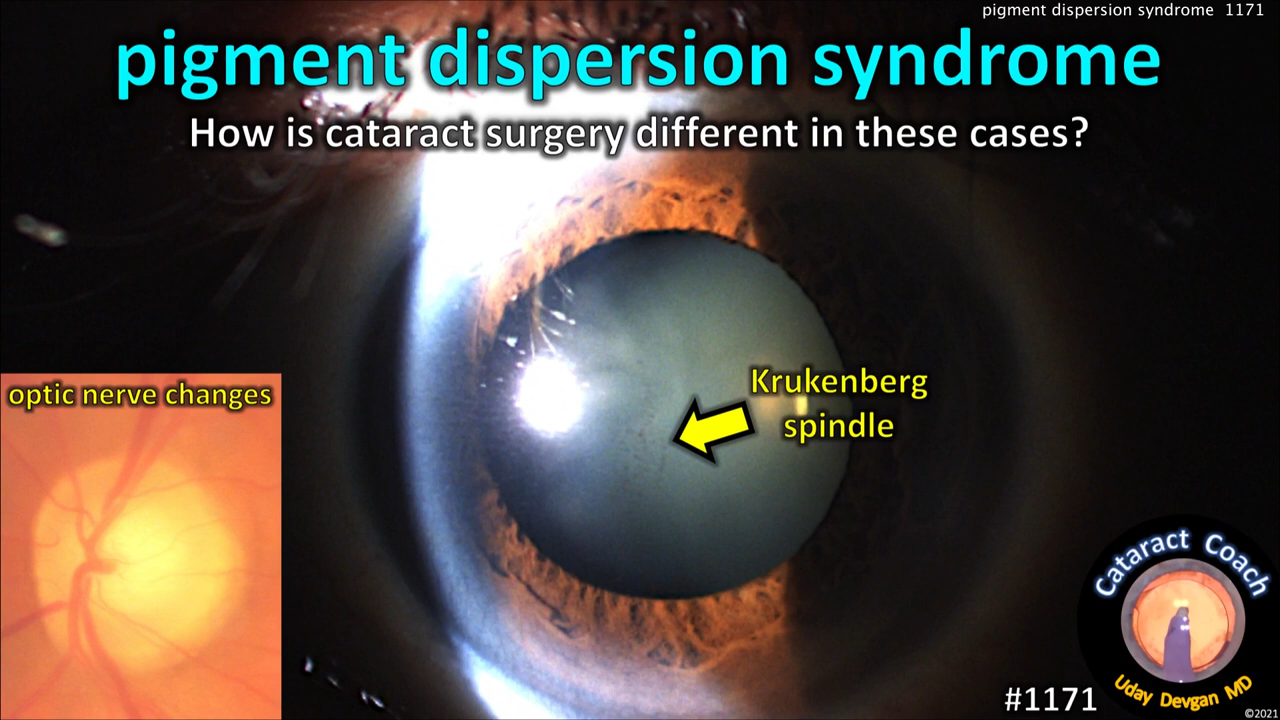 pigment dispersion syndrome 1171
pigment dispersion syndrome
How is cataract surgery different in these cases?
optic nerve changes
Krukenberg
spindle
Cataract Coach
Uday Devgan MD
#1171
©2021